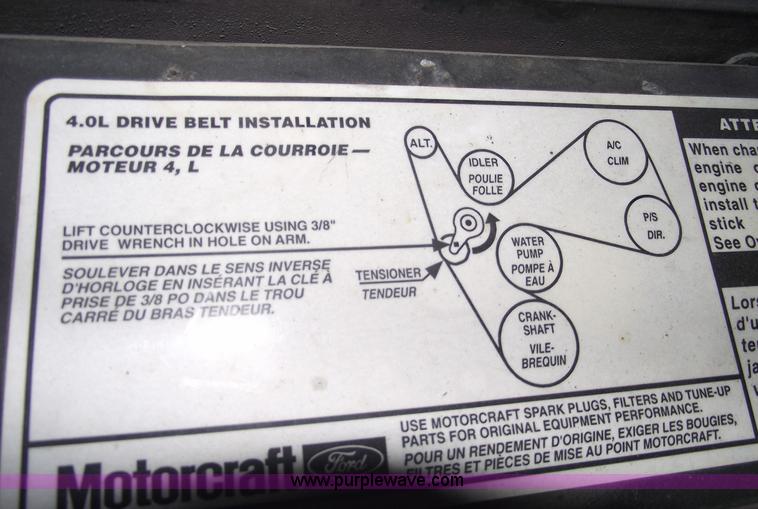 4.0L DRIVE BELT INSTALLATION
PARCOURS DE LA COURROIE—
MOTEUR 4, L
LIFT COUNTERCLOCKWISE USING 3/8"
DRIVE WRENCH IN HOLE ON ARM.
SOULEVER DANS LE SENS INVERSE
D'HORLOGE EN INSÉRANT LA CLÉ À
PRISE DE 3/8 PO DANS LE TROU
CARRÉ DU BRAS TENDEUR.
TENSIONER
TENDEUR
ALT.
IDLER
POULIE
FOLLE
A/C
CLIM
P/S
DIR.
WATER
PUMP
POMPE À
EAU
CRANK-
SHAFT
VILE-
BREQUIN
ATTE
When cha
engine
engine
install t
stick
See
Lors
d'u
USE MOTORCRAFT SPARK PLUGS, FILTERS AND TUNE-UP
PARTS FOR ORIGINAL EQUIPMENT PERFORMANCE.
POUR UN RENDEMENT D'ORIGINE, EXIGER LES BOUGIES,
FILTRES ET PIÈCES DE MISE AU POINT MOTORCRAFT.
Motorcraft
Ford
www.purplewave.com